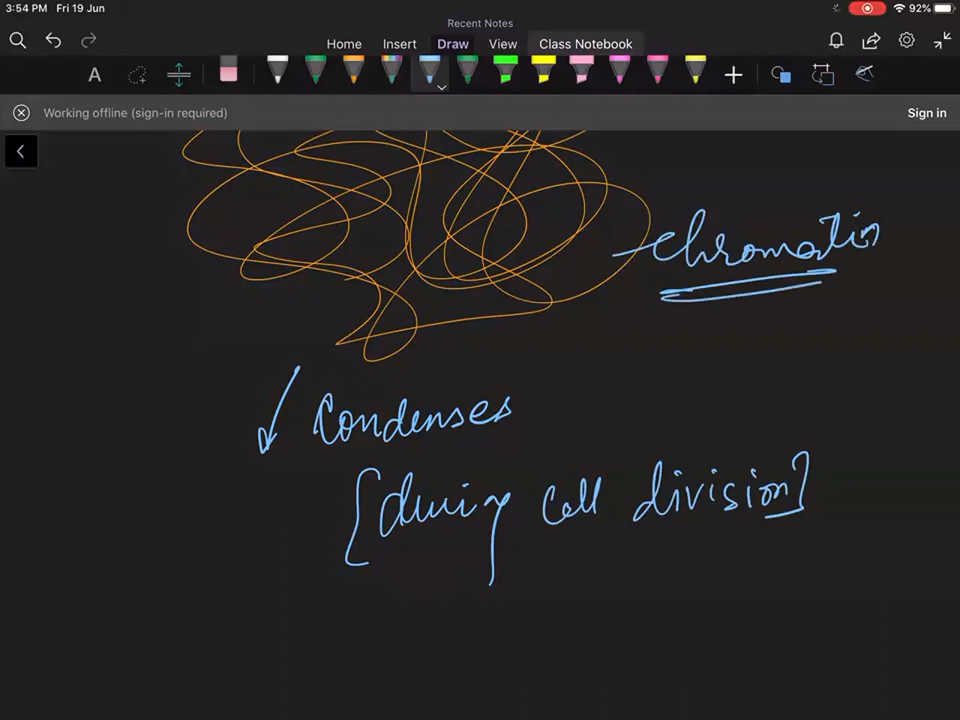 3:54 PM Fri 19 Jun
92%
Recent Notes
Home Insert Draw View Class Notebook
A
Working offline (sign-in required)
Sign in
chromatin
Condenses
[during cell division]